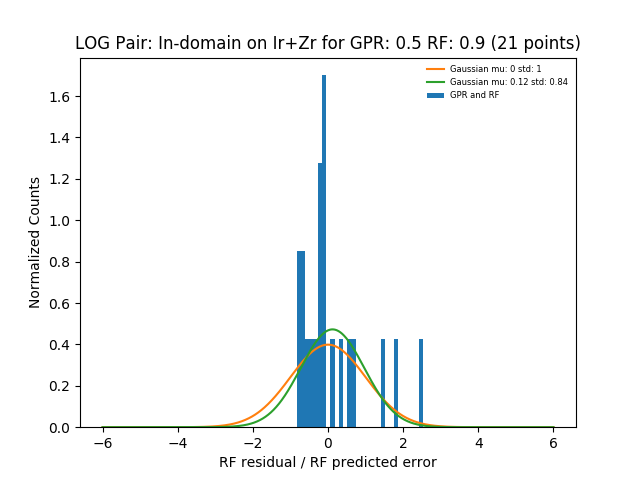 LOG Pair: In-domain on Ir+Zr for GPR: 0.5 RF: 0.9 (21 points)
Gaussian mu: 0 std: 1
Gaussian mu: 0.12 std: 0.84
GPR and RF
Normalized Counts
1.6
1.4
1.2
1.0
0.8
0.6
0.4
0.2
0.0
−6 −4 −2 0 2 4 6
RF residual / RF predicted error